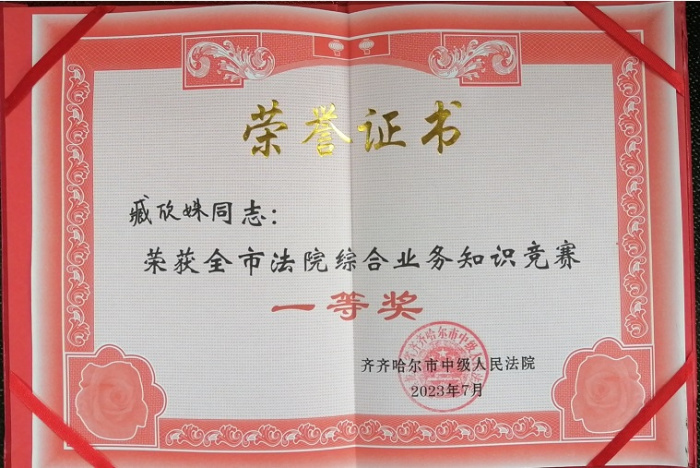 荣誉证书
臧欣姝同志：
荣获全市法院综合业务知识竞赛
一等奖
齐齐哈尔市中级人民法院
2023年7月